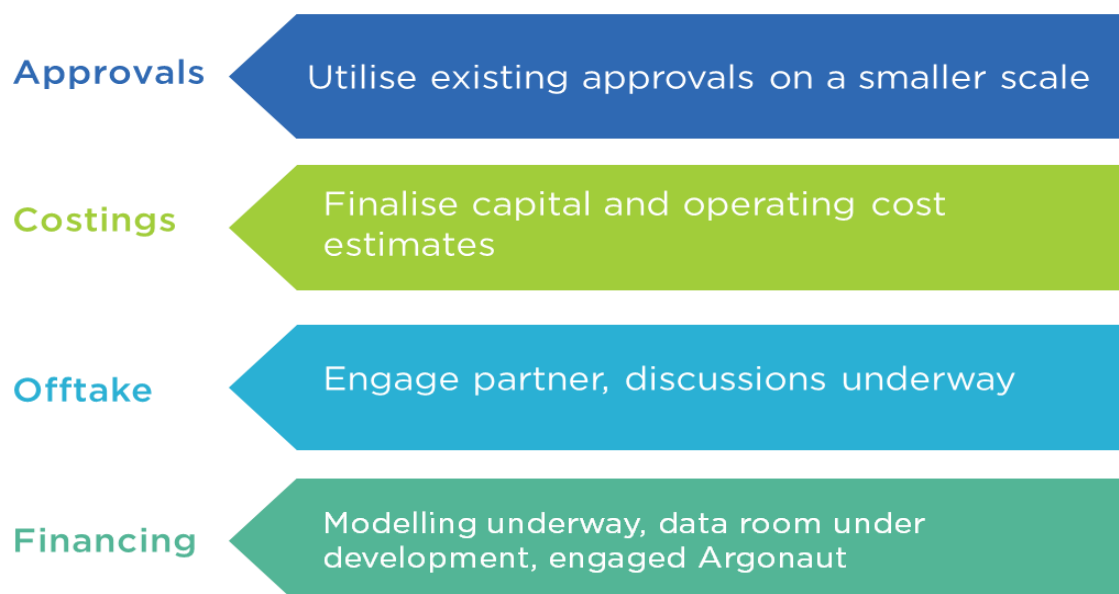 Approvals
Utilise existing approvals on a smaller scale
Costings
Finalise capital and operating cost
estimates
Offtake
Engage partner, discussions underway
Financing
Modelling underway, data room under
development, engaged Argonaut